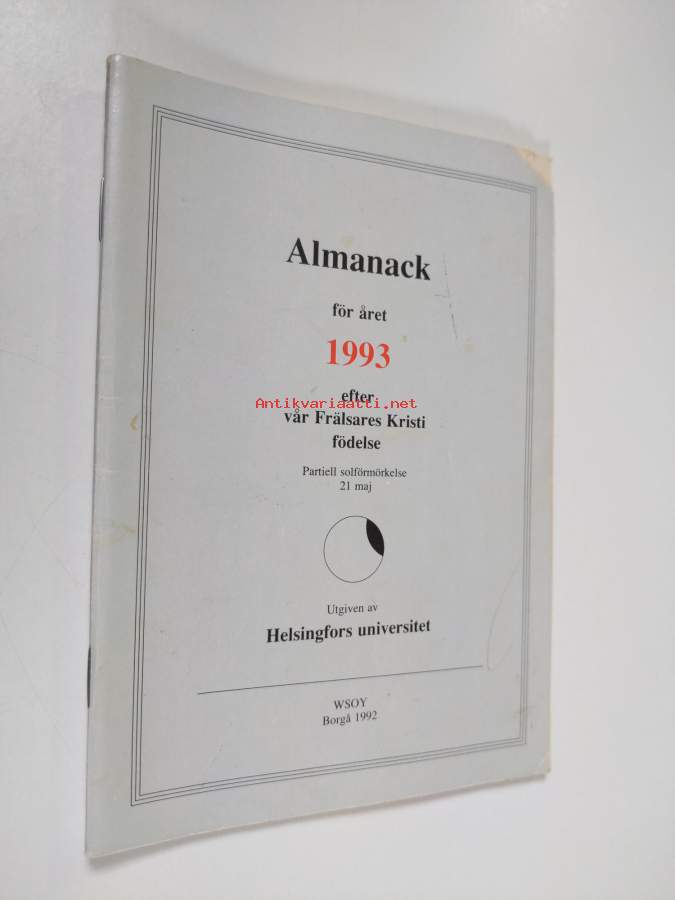 Almanack
för året
1993
efter
Antikvariaatti.net
vår Frälsares Kristi
födelse
Partiell solförmörkelse
21 maj
Utgiven av
Helsingfors universitet
WSOY
Borgå 1992